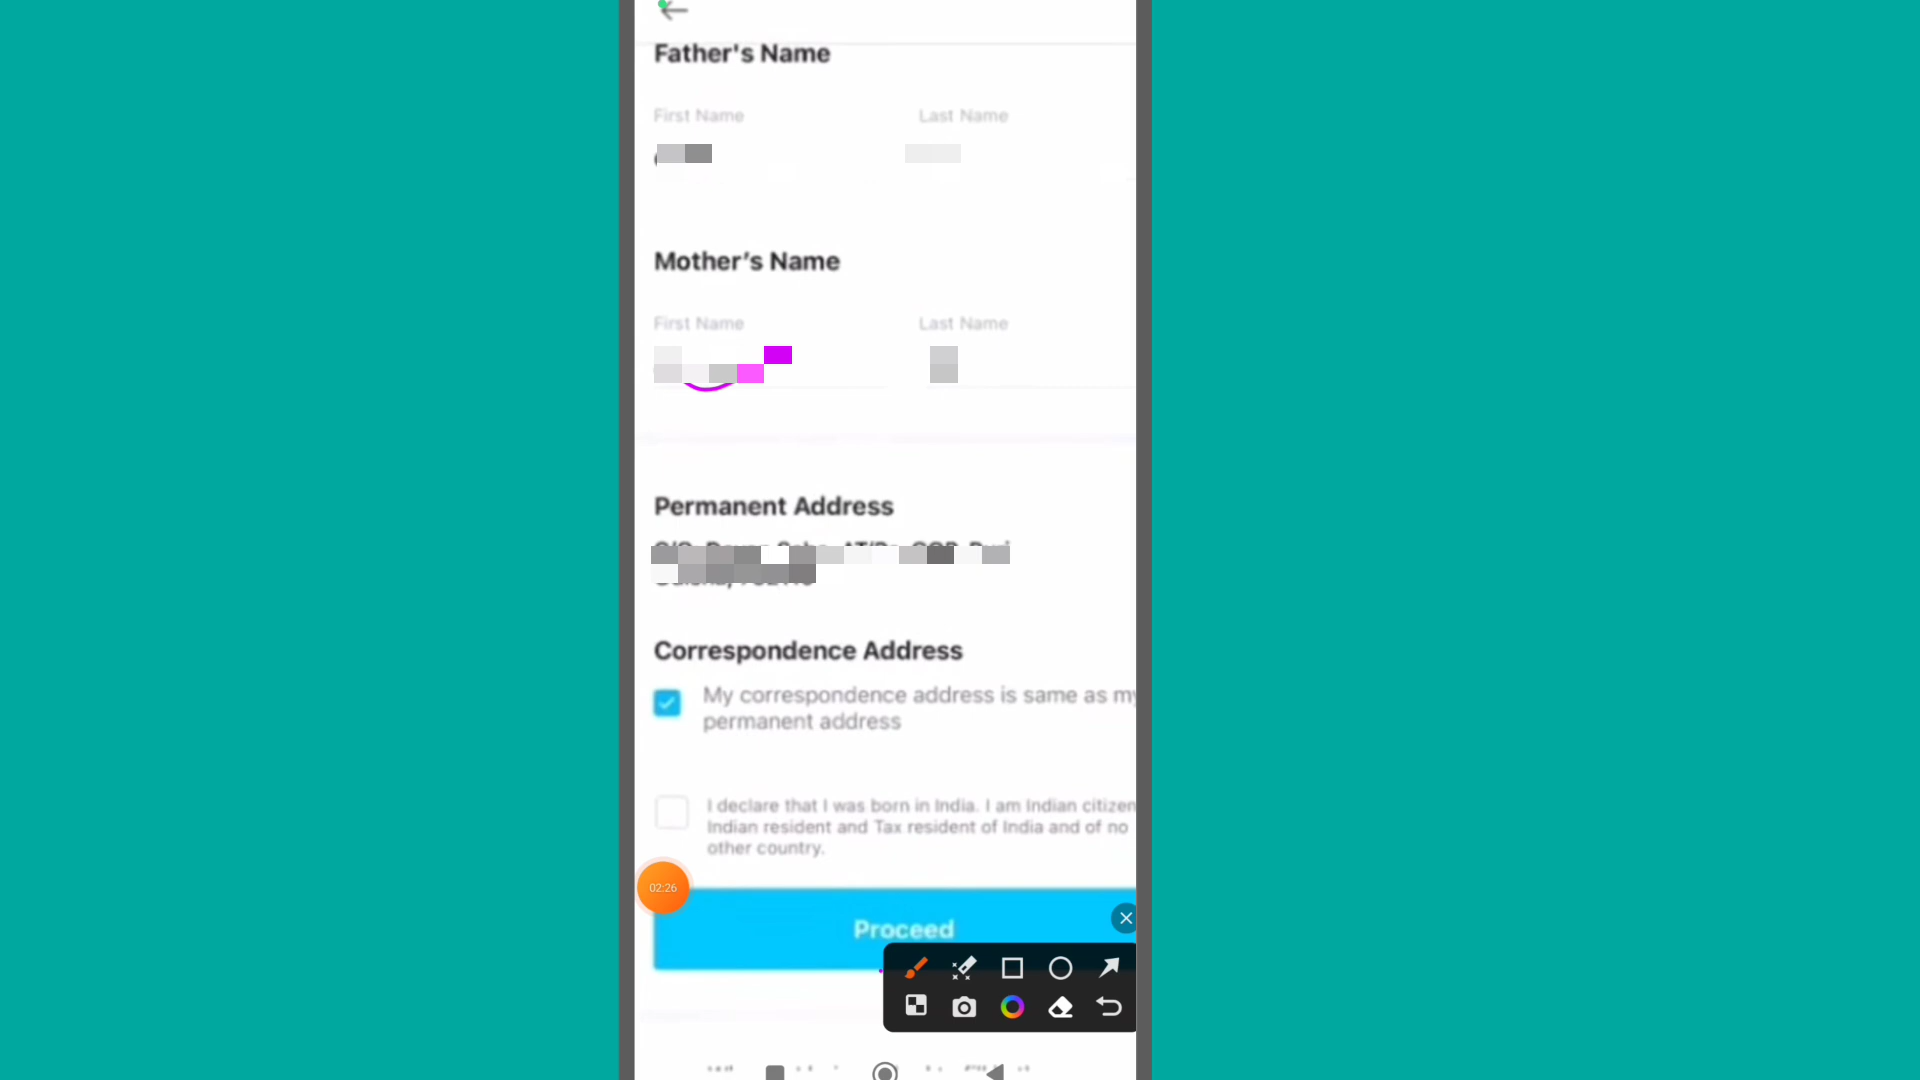 Father's Name
First Name Last Name
Mother's Name
First Name Last Name
Permanent Address
Correspondence Address
My correspondence address is same as my
permanent address
I declare that I was born in India. I am Indian citizen
Indian resident and Tax resident of India and of no
other country.
02:26
Proceed